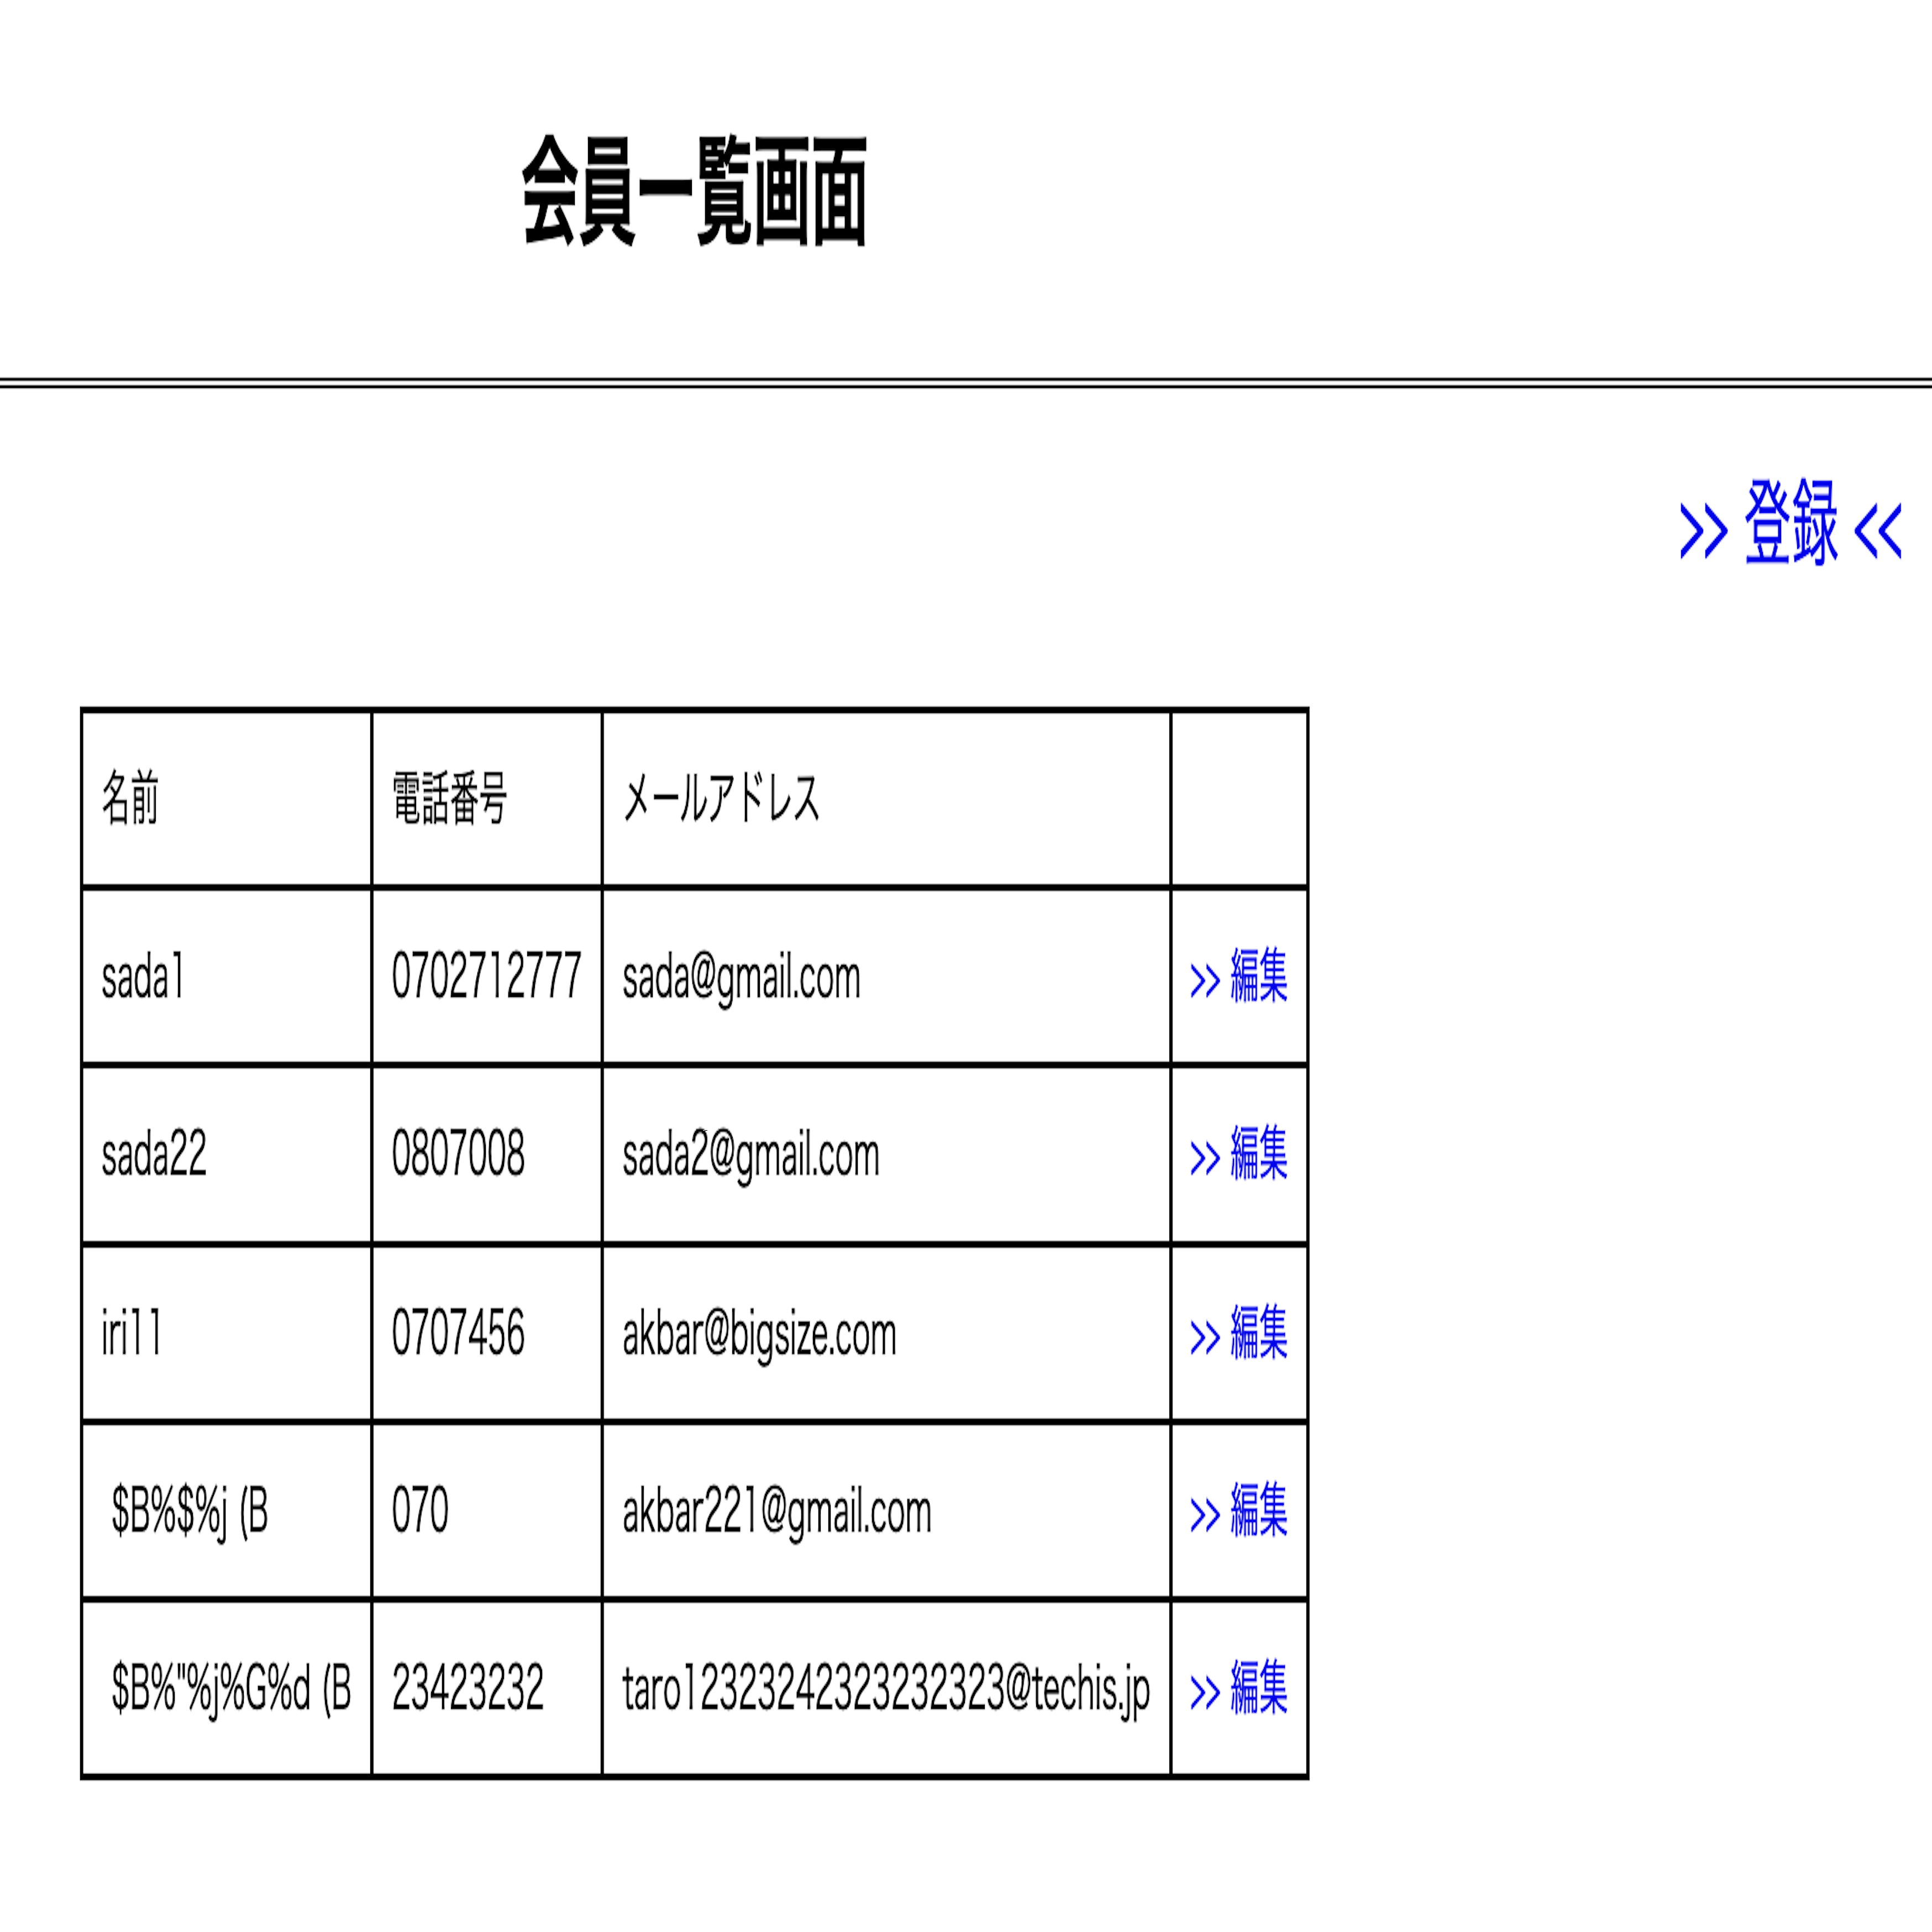 会員一覧画面
>> 登録 <<
名前 電話番号 メールアドレス
sada1 0702712777 sada@gmail.com >> 編集
sada22 0807008 sada2@gmail.com >> 編集
iri11 0707456 akbar@bigsize.com >> 編集
$B%$%j (B 070 akbar221@gmail.com >> 編集
$B%"%j%G%d (B 23423232 taro12323242323232323@techis.jp >> 編集